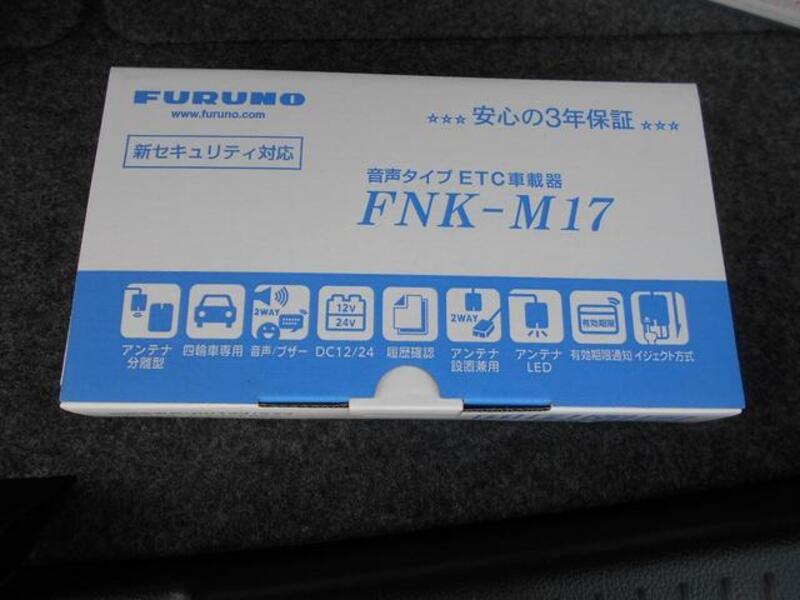 FURUNO
www.furuno.com
☆☆☆ 安心の3年保証 ☆☆☆
新セキュリティ対応
音声タイプ ETC車載器
FNK-M17
2WAY
12V
24V
2WAY
有効期限
アンテナ
分離型
四輪車専用
音声/ブザー
DC12/24
履歴確認
アンテナ
設置兼用
アンテナ
LED
有効期限通知
イジェクト方式